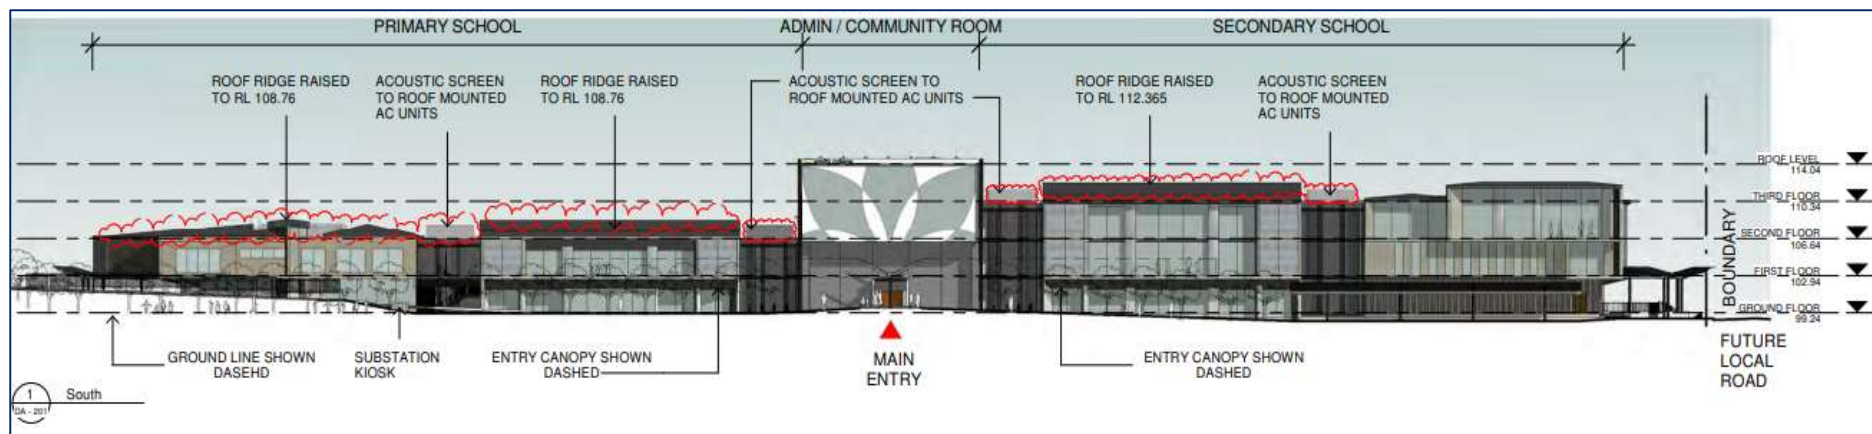 PRIMARY SCHOOL
ADMIN / COMMUNITY ROOM
SECONDARY SCHOOL
ROOF RIDGE RAISED
TO RL 108.76
ACOUSTIC SCREEN
TO ROOF MOUNTED
AC UNITS
ROOF RIDGE RAISED
TO RL 108.76
ACOUSTIC SCREEN TO
ROOF MOUNTED AC UNITS
ROOF RIDGE RAISED
TO RL 112.365
ACOUSTIC SCREEN
TO ROOF MOUNTED
AC UNITS
ROOF LEVEL
114.04
THIRD FLOOR
110.34
SECOND FLOOR
106.64
FIRST FLOOR
102.94
GROUND FLOOR
99.24
BOUNDARY
GROUND LINE SHOWN
DASEHD
SUBSTATION
KIOSK
ENTRY CANOPY SHOWN
DASHED
MAIN
ENTRY
ENTRY CANOPY SHOWN
DASHED
FUTURE
LOCAL
ROAD
1
DA - 201
South